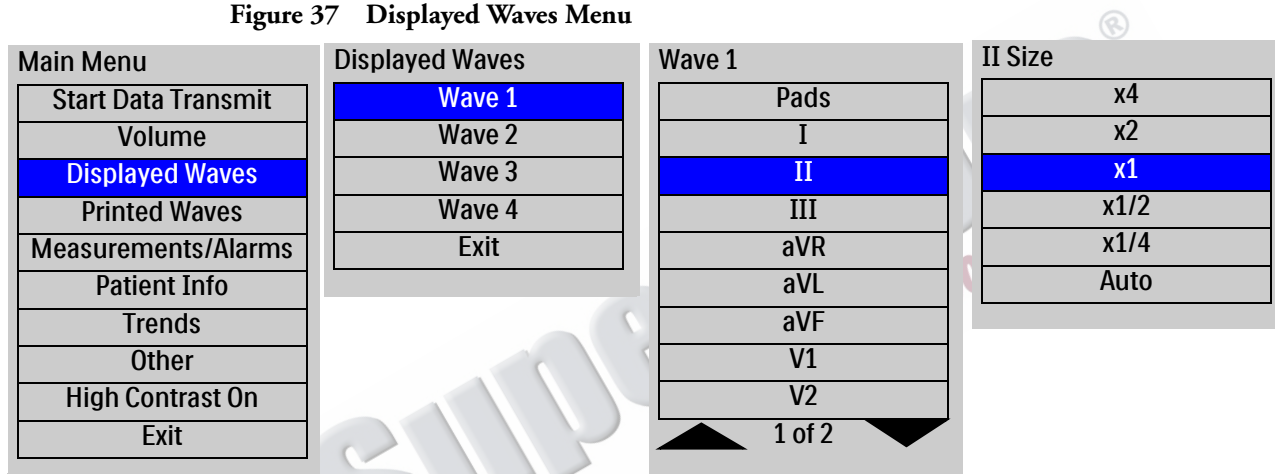 Figure 37 Displayed Waves Menu
Main Menu
Start Data Transmit
Volume
Displayed Waves
Printed Waves
Measurements/Alarms
Patient Info
Trends
Other
High Contrast On
Exit
Displayed Waves
Wave 1
Wave 2
Wave 3
Wave 4
Exit
Wave 1
Pads
I
II
III
aVR
aVL
aVF
V1
V2
1 of 2
II Size
x4
x2
x1
x1/2
x1/4
Auto
®